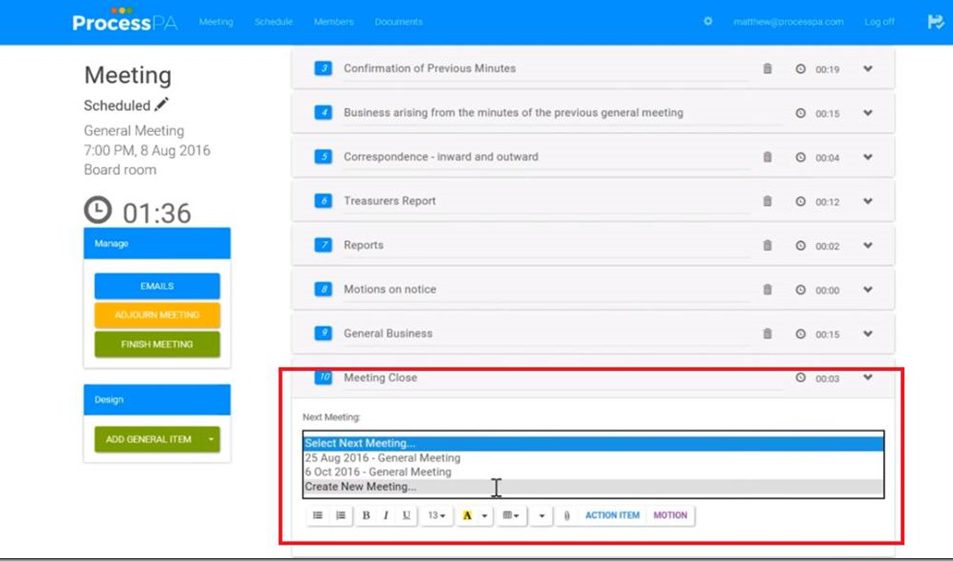 ProcessPA Meeting Schedule Members Documents matthew@processpa.com Log off
Meeting
Scheduled
General Meeting
7:00 PM, 8 Aug 2016
Board room
01:36
Manage
EMAILS
ADJOURN MEETING
FINISH MEETING
Design
ADD GENERAL ITEM
3 Confirmation of Previous Minutes 00:19
4 Business arising from the minutes of the previous general meeting 00:15
5 Correspondence - inward and outward 00:04
6 Treasurers Report 00:12
7 Reports 00:02
8 Motions on notice 00:00
9 General Business 00:15
10 Meeting Close 00:03
Next Meeting:
Select Next Meeting...
25 Aug 2016 - General Meeting
6 Oct 2016 - General Meeting
Create New Meeting...
B I U 13 A ACTION ITEM MOTION